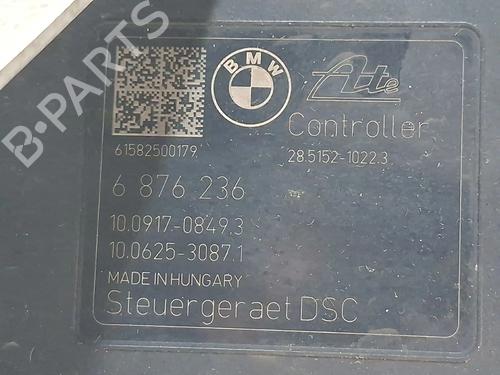 BMW
Ate
Controller
61582500179
28.5152-1022.3
6 876 236
10.0917-0849.3
10.0625-3087.1
MADE IN HUNGARY
Steuergeraet DSC
B-PARTS
B-PARTS